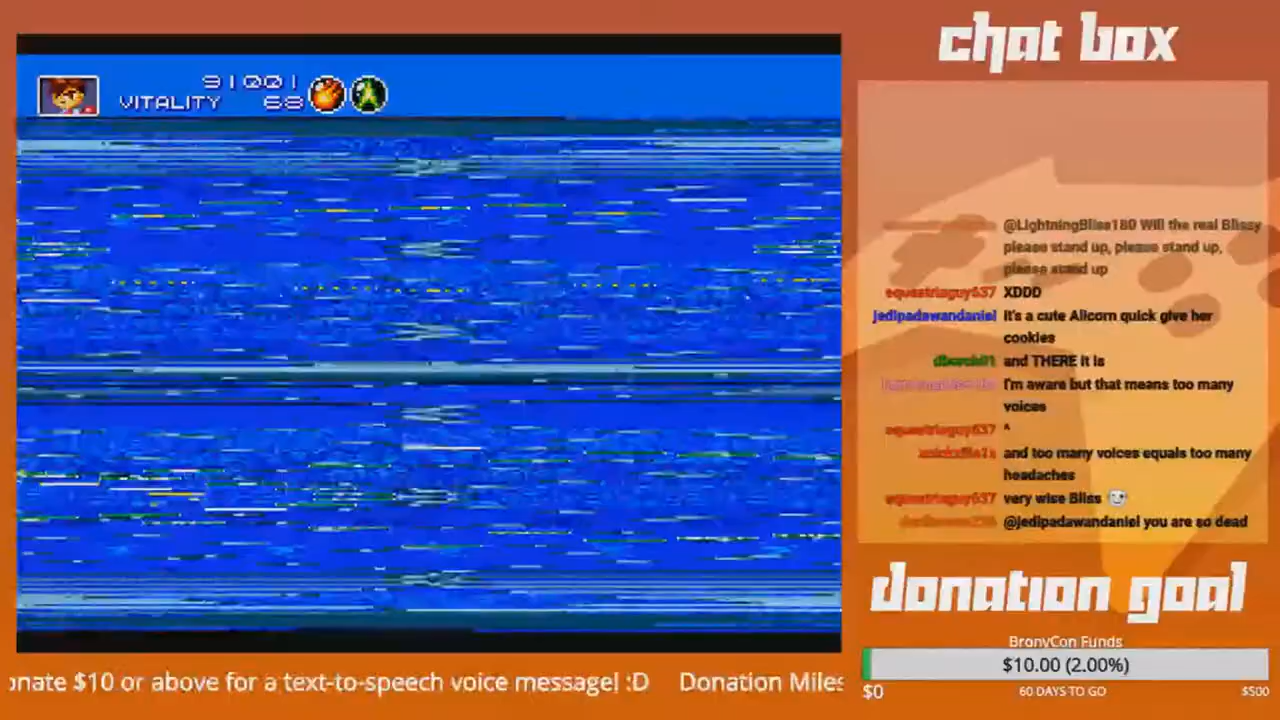 chat box
91001
VITALITY 68
@LightningBliss180 Will the real Blissy
please stand up, please stand up,
please stand up
equestriaguy637 XDDD
jedipadawandaniel it's a cute Alicorn quick give her
cookies
and THERE it is
I'm aware but that means too many
voices
equestriaguy637 ^
and too many voices equals too many
headaches
equestriaguy637 very wise Bliss
@jedipadawandaniel you are so dead
donation goal
BronyCon Funds
$10.00 (2.00%)
$0 60 DAYS TO GO $500
onate $10 or above for a text-to-speech voice message! :D Donation Miles